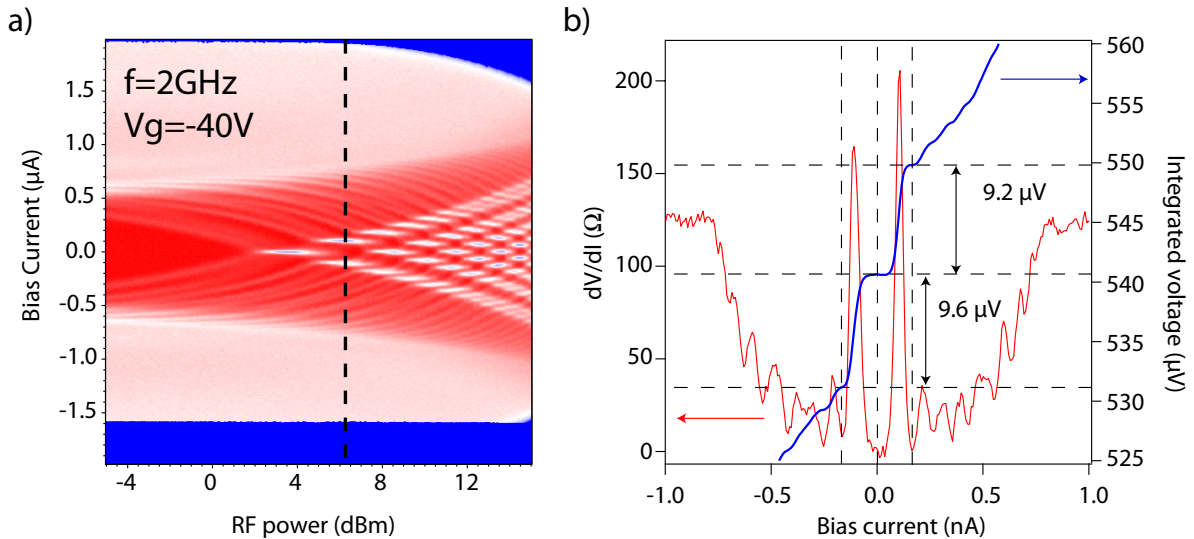 a)
f=2GHz
Vg=-40V
Bias Current (µA)
1.5
1.0
0.5
0.0
-0.5
-1.0
-1.5
-4
0
4
8
12
RF power (dBm)
b)
dV/dI (Ω)
200
150
100
50
0
560
555
550
545
540
535
530
525
Integrated voltage
(µV)
9.2 µV
9.6 µV
-1.0
-0.5
0.0
0.5
1.0
Bias current (nA)